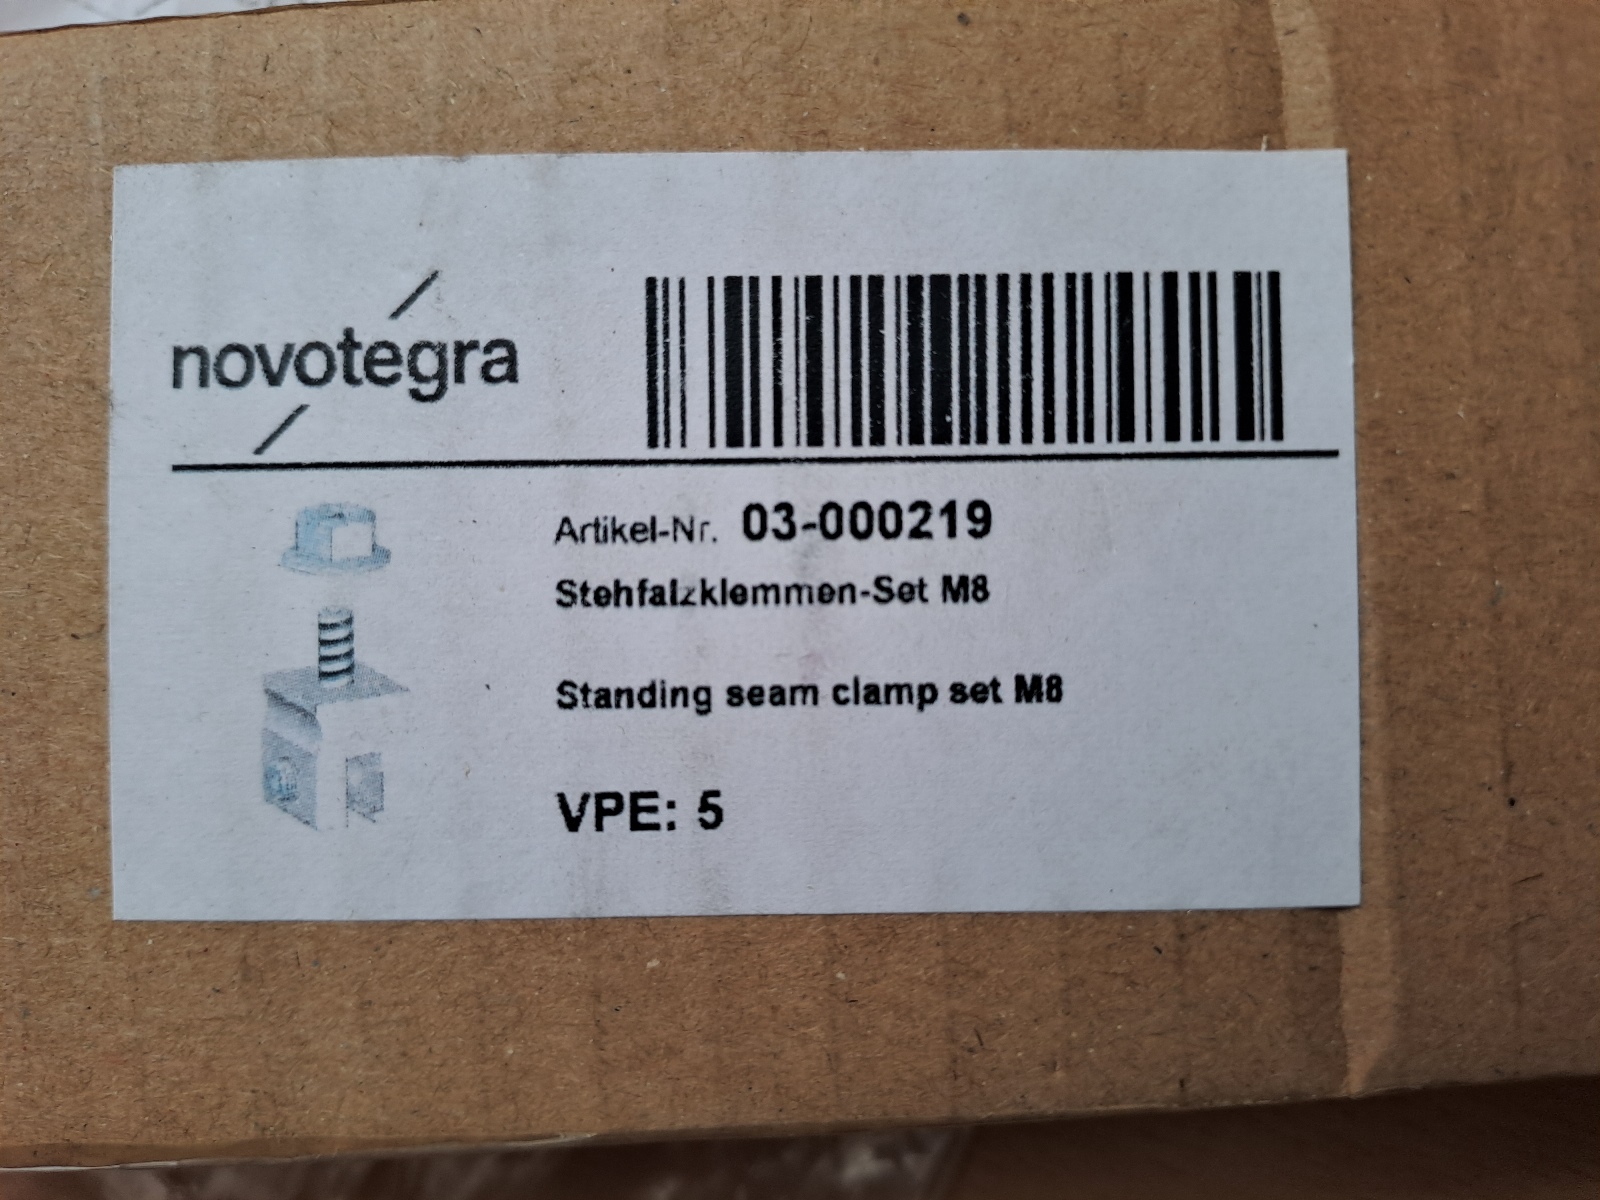 novotegra
Artikel-Nr. 03-000219
Stehfalzklemmen-Set M8
Standing seam clamp set M8
VPE: 5